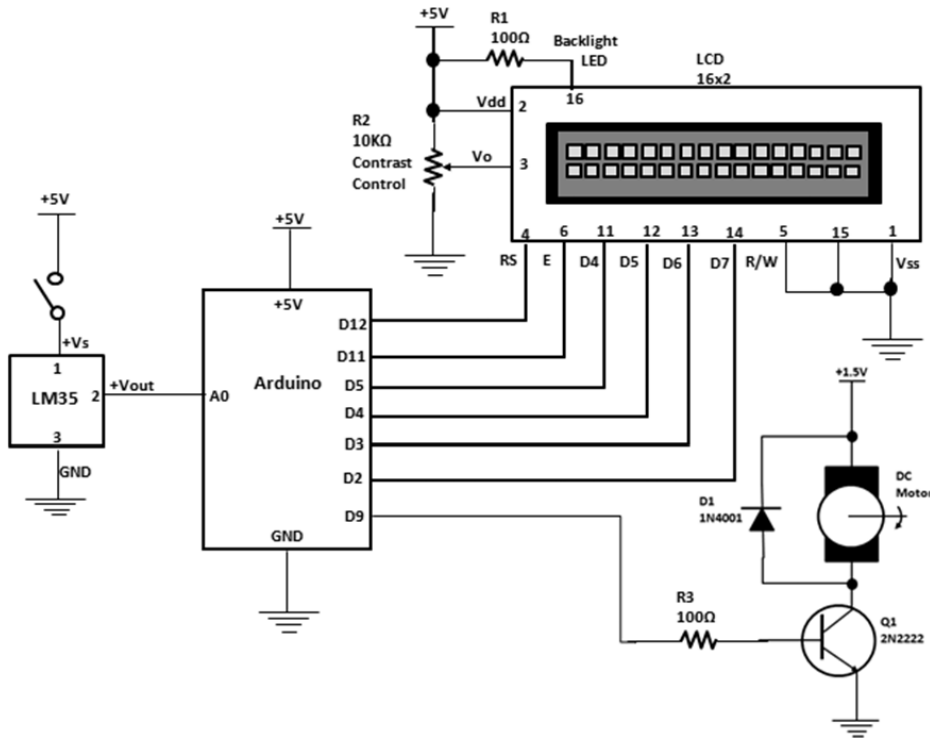 +5V
R1
100Ω
Backlight
LED
LCD
16x2
16
Vdd
2
R2
10KΩ
Contrast
Control
Vo
3
4
6
11
12
13
14
5
15
1
RS
E
D4
D5
D6
D7
R/W
Vss
+5V
+Vs
1
LM35
2
+Vout
3
GND
+5V
+5V
Arduino
A0
D12
D11
D5
D4
D3
D2
D9
GND
+1.5V
D1
1N4001
DC
Motor
R3
100Ω
Q1
2N2222